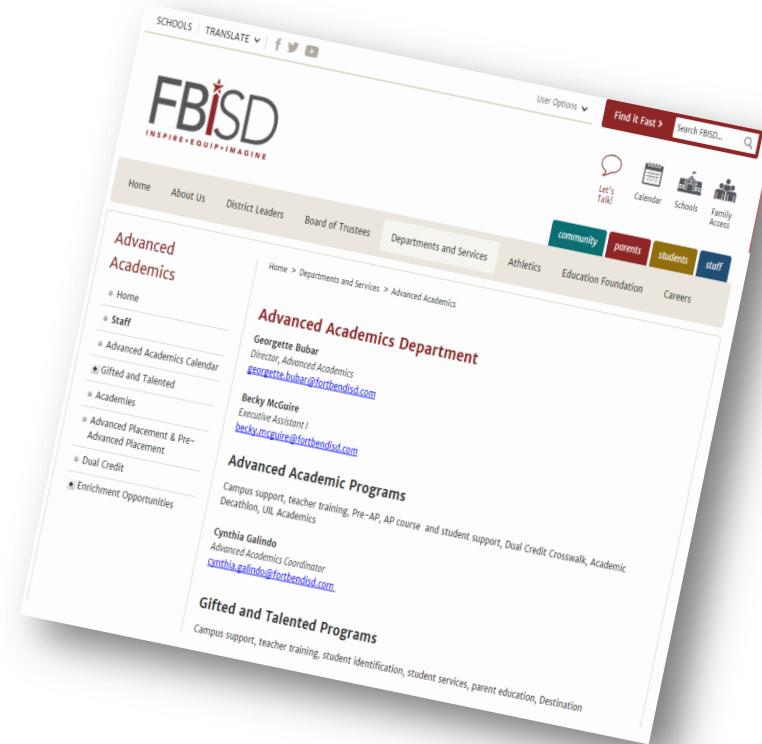 SCHOOLS TRANSLATE
User Options
Find it Fast > Search FBISD...
FBISD
INSPIRE•EQUIP•IMAGINE
Let's Talk!
Calendar
Schools
Family Access
community parents students staff
Home About Us District Leaders Board of Trustees Departments and Services Athletics Education Foundation Careers
Advanced
Academics
Home
Staff
Advanced Academics Calendar
Gifted and Talented
Academies
Advanced Placement & Pre-
Advanced Placement
Dual Credit
Enrichment Opportunities
Home > Departments and Services > Advanced Academics
Advanced Academics Department
Georgette Bubar
Director, Advanced Academics
georgette.bubar@fortbendisd.com
Becky McGuire
Executive Assistant I
becky.mcguire@fortbendisd.com
Advanced Academic Programs
Campus support, teacher training, Pre-AP, AP course and student support, Dual Credit Crosswalk, Academic
Decathlon, UIL Academics
Cynthia Galindo
Advanced Academics Coordinator
cynthia.galindo@fortbendisd.com
Gifted and Talented Programs
Campus support, teacher training, student identification, student services, parent education, Destination